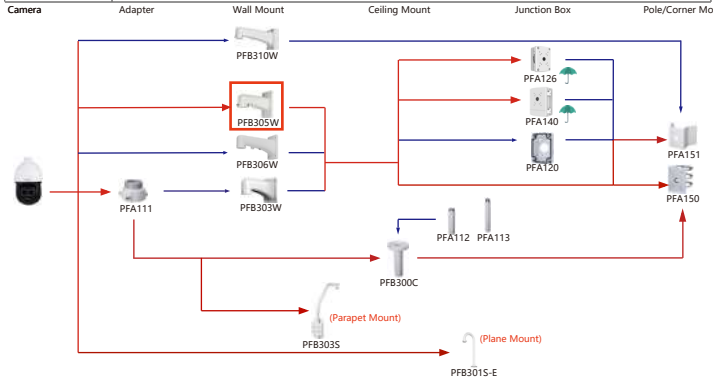 Camera
Adapter
Wall Mount
Ceiling Mount
Junction Box
Pole/Corner Mo
PFB310W
PFA126
PFB305W
PFA140
PFB306W
PFA120
PFA151
PFA111
PFB303W
PFA150
PFA112
PFA113
PFB300C
(Parapet Mount)
PFB303S
(Plane Mount)
PFB301S-E